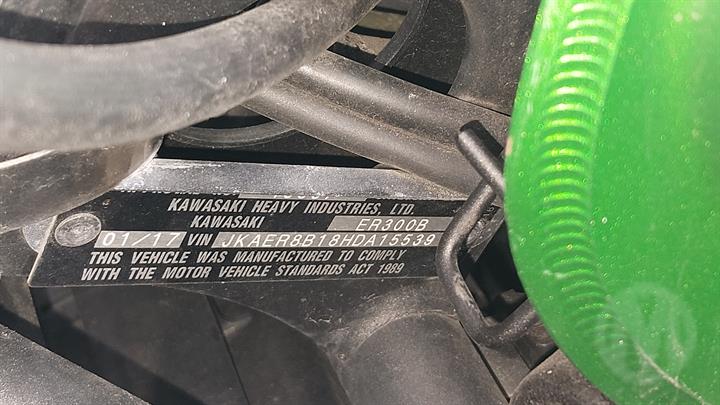 KAWASAKI HEAVY INDUSTRIES, LTD.
KAWASAKI ER300B
01/17 VIN JKAER8B18HDA15539
THIS VEHICLE WAS MANUFACTURED TO COMPLY
WITH THE MOTOR VEHICLE STANDARDS ACT 1989